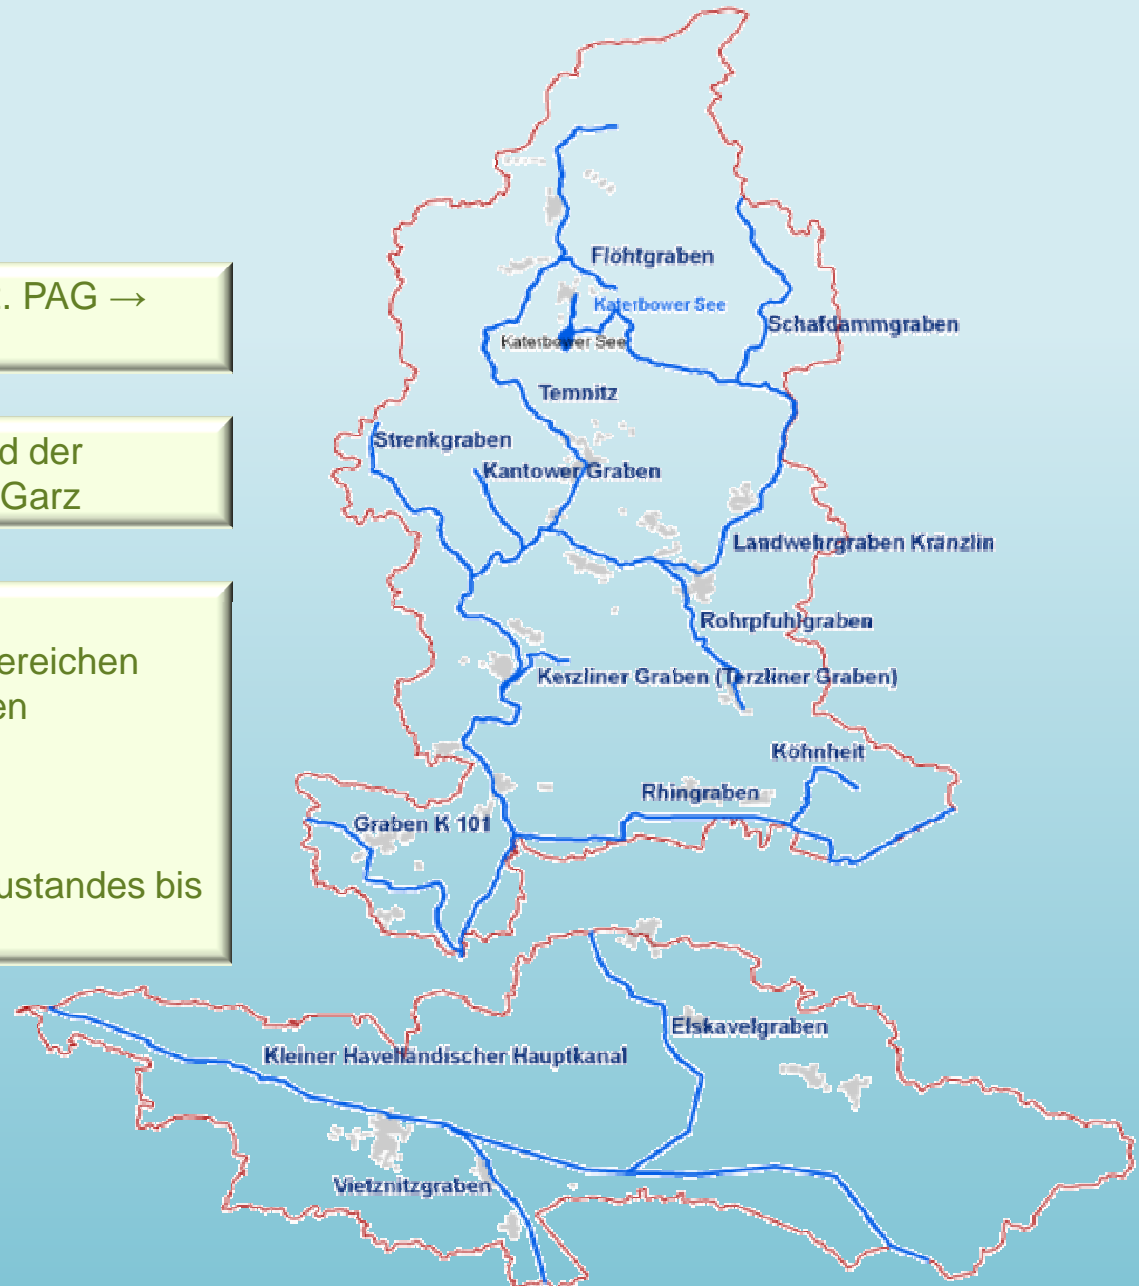 . PAG →
d der
Garz
ereichen
en
ustandes bis
Flöhtgraben
Katerbower See
Schafdammgraben
Katerbower See
Temnitz
Strenkgraben
Kantower Graben
Landwehrgraben Kränzlin
Rohrpfuhlgraben
Kerzliner Graben (Terzliner Graben)
Köhnheit
Rhingraben
Graben K 101
Elskavelgraben
Kleiner Havelländischer Hauptkanal
Vietznitzgraben